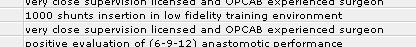 very close supervision licensed and OPCAB experienced surgeon
1000 shunts insertion in low fidelity training environment
very close supervision licensed and OPCAB experienced surgeon
positive evaluation of (6-9-12) anastomotic performance